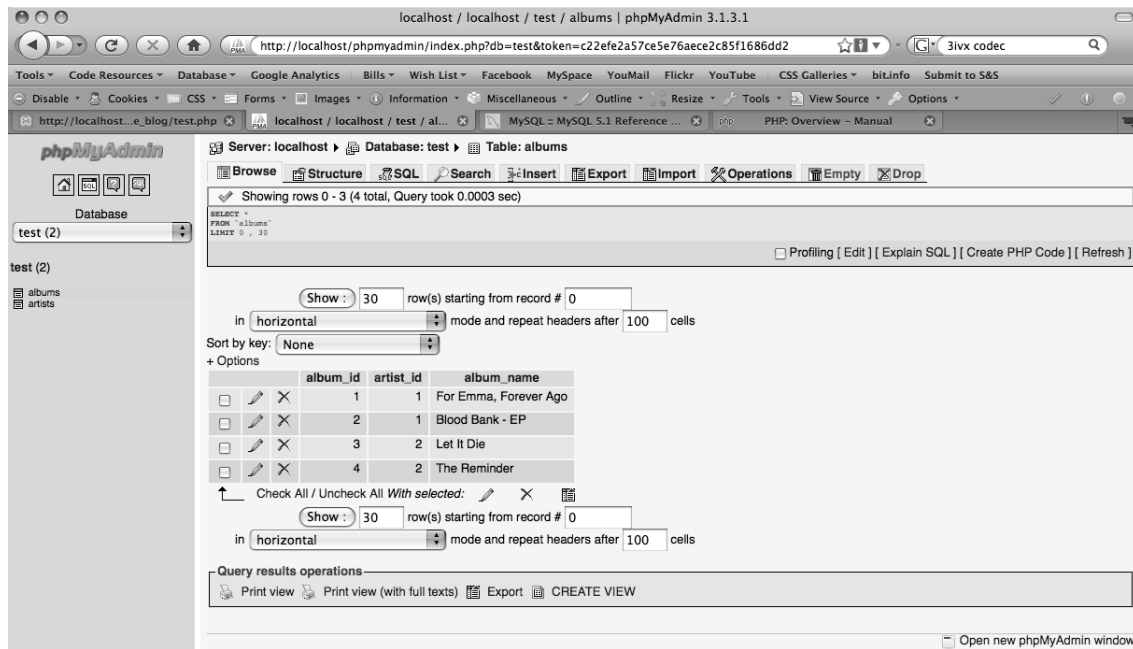 localhost / localhost / test / albums | phpMyAdmin 3.1.3.1
http://localhost/phpmyadmin/index.php?db=test&token=c22efe2a57ce5e76aece2c85f1686dd2
3ivx codec
Tools Code Resources Database Google Analytics Bills Wish List Facebook MySpace YouMail Flickr YouTube CSS Galleries bit.info Submit to S&S
Disable Cookies CSS Forms Images Information Miscellaneous Outline Resize Tools View Source Options
http://localhost...e_blog/test.php localhost / localhost / test / al... MySQL :: MySQL 5.1 Reference ... php PHP: Overview – Manual
phpMyAdmin
Database
test (2)
test (2)
albums
artists
Server: localhost Database: test Table: albums
Browse Structure SQL Search Insert Export Import Operations Empty Drop
Showing rows 0 - 3 (4 total, Query took 0.0003 sec)
SELECT *
FROM `albums`
LIMIT 0 , 30
Profiling [ Edit ] [ Explain SQL ] [ Create PHP Code ] [ Refresh ]
Show : 30 row(s) starting from record # 0
in horizontal mode and repeat headers after 100 cells
Sort by key: None
+ Options
album_id artist_id album_name
1 1 For Emma, Forever Ago
2 1 Blood Bank - EP
3 2 Let It Die
4 2 The Reminder
Check All / Uncheck All With selected:
Show : 30 row(s) starting from record # 0
in horizontal mode and repeat headers after 100 cells
Query results operations
Print view Print view (with full texts) Export CREATE VIEW
Open new phpMyAdmin window